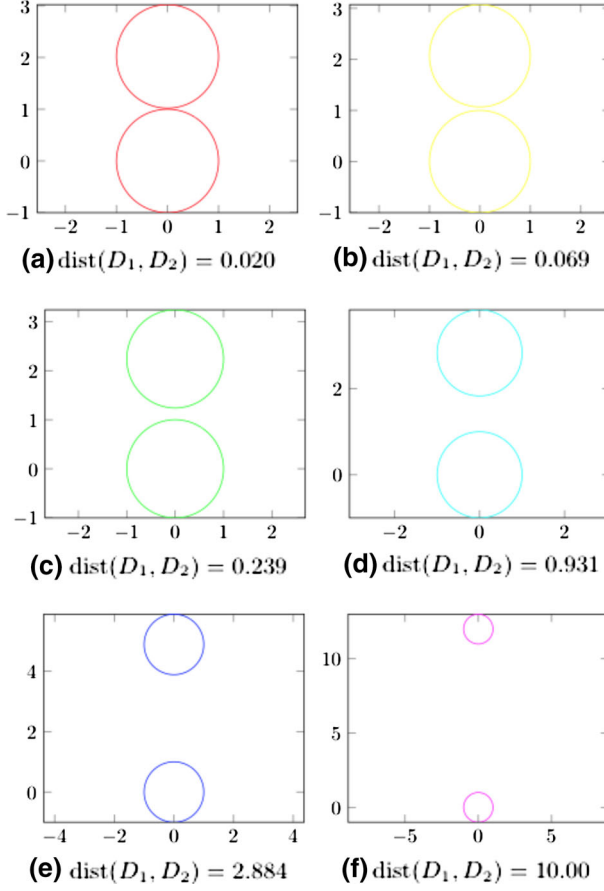 3
2
1
0
−1
−2 −1 0 1 2
(a) dist(D₁, D₂) = 0.020
3
2
1
0
−1
−2 −1 0 1 2
(b) dist(D₁, D₂) = 0.069
3
2
1
0
−1
−2 −1 0 1 2
(c) dist(D₁, D₂) = 0.239
2
0
−2 0 2
(d) dist(D₁, D₂) = 0.931
4
2
0
−4 −2 0 2 4
(e) dist(D₁, D₂) = 2.884
10
5
0
−5 0 5
(f) dist(D₁, D₂) = 10.00